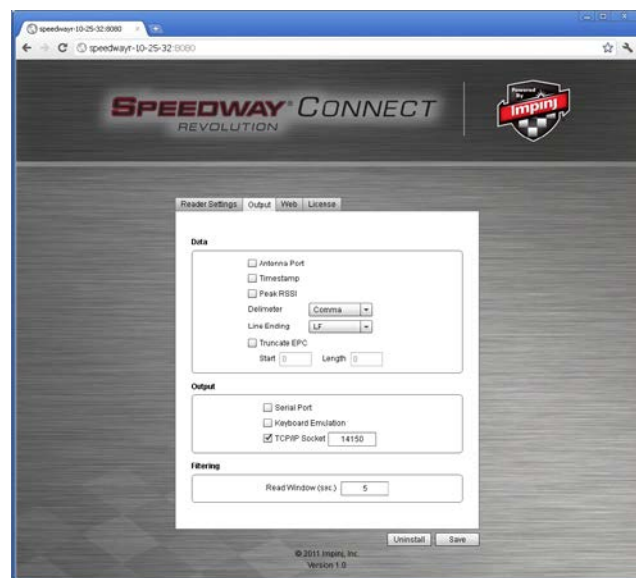 speedwayr-10-25-32:8080
speedwayr-10-25-32:8080
SPEEDWAY® CONNECT
REVOLUTION
Powered By
Impinj
Reader Settings Output Web License
Data
Antenna Port
Timestamp
Peak RSSI
Delimeter Comma
Line Ending LF
Truncate EPC
Start 0 Length 0
Output
Serial Port
Keyboard Emulation
TCP/IP Socket 14150
Filtering
Read Window (sec.) 5
Uninstall Save
© 2011 Impinj, Inc.
Version 1.0